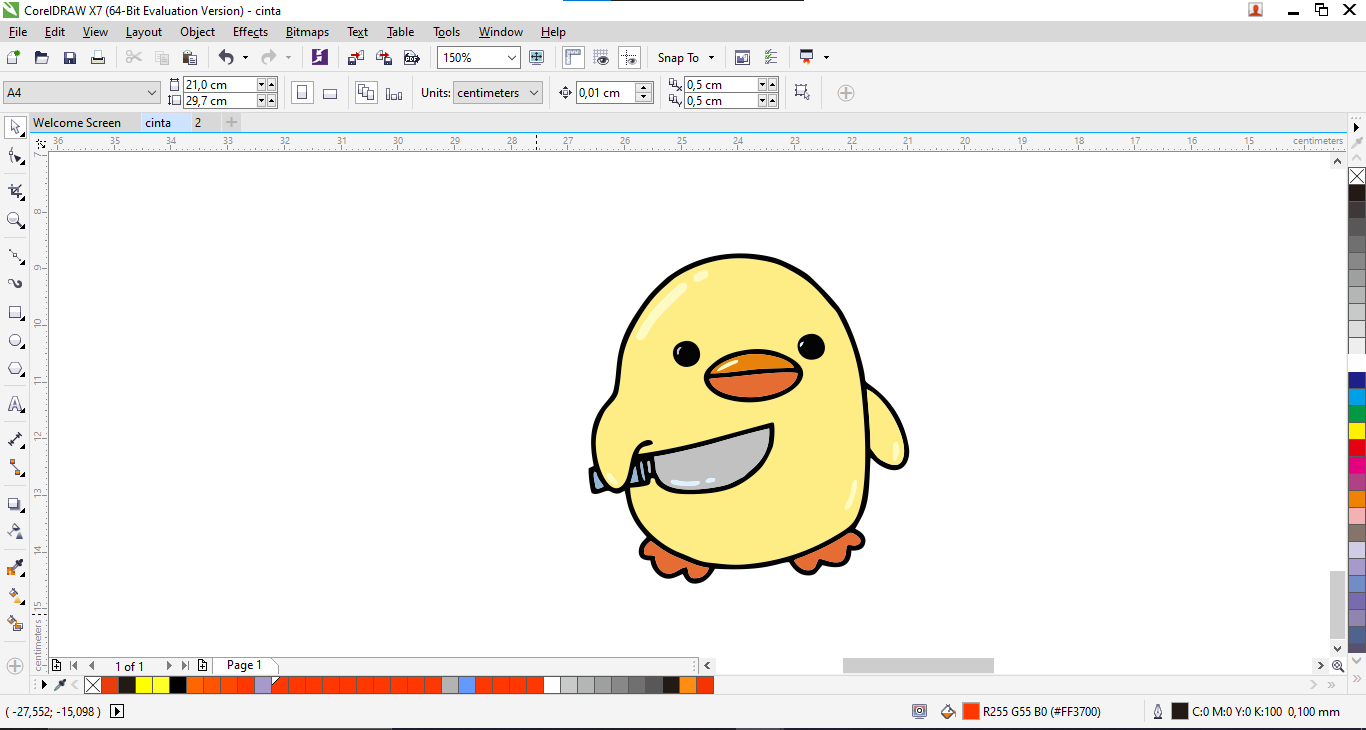 CorelDRAW X7 (64-Bit Evaluation Version) - cinta
File Edit View Layout Object Effects Bitmaps Text Table Tools Window Help
150% Snap To
A4 21,0 cm 29,7 cm Units: centimeters 0,01 cm 0,5 cm 0,5 cm
Welcome Screen cinta 2
36 35 34 33 32 31 30 29 28 27 26 25 24 23 22 21 20 19 18 17 16 15 centimeters
7
8
9
10
11
12
13
14
15
centimeters
1 of 1 Page 1
( -27,552; -15,098 ) R255 G55 B0 (#FF3700) C:0 M:0 Y:0 K:100 0,100 mm